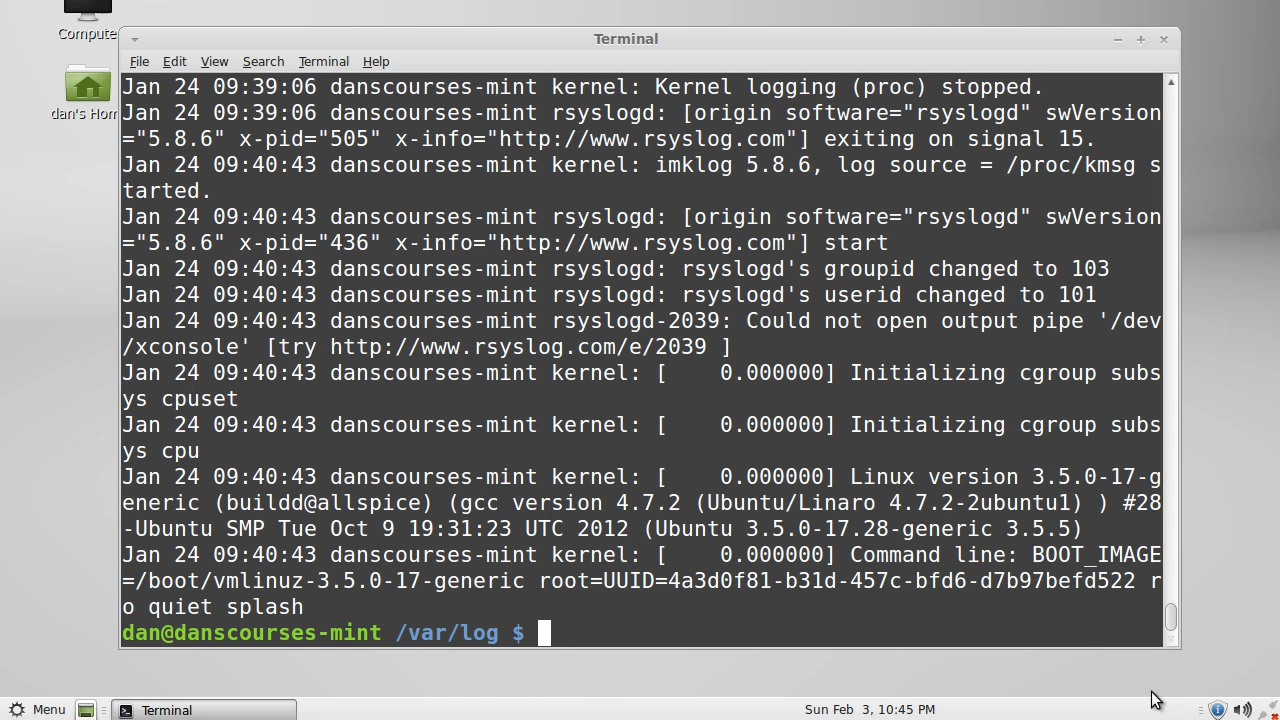 Compute
dan's Hom
Terminal
File Edit View Search Terminal Help
Jan 24 09:39:06 danscourses-mint kernel: Kernel logging (proc) stopped.
Jan 24 09:39:06 danscourses-mint rsyslogd: [origin software="rsyslogd" swVersion
="5.8.6" x-pid="505" x-info="http://www.rsyslog.com"] exiting on signal 15.
Jan 24 09:40:43 danscourses-mint kernel: imklog 5.8.6, log source = /proc/kmsg s
tarted.
Jan 24 09:40:43 danscourses-mint rsyslogd: [origin software="rsyslogd" swVersion
="5.8.6" x-pid="436" x-info="http://www.rsyslog.com"] start
Jan 24 09:40:43 danscourses-mint rsyslogd: rsyslogd's groupid changed to 103
Jan 24 09:40:43 danscourses-mint rsyslogd: rsyslogd's userid changed to 101
Jan 24 09:40:43 danscourses-mint rsyslogd-2039: Could not open output pipe '/dev
/xconsole' [try http://www.rsyslog.com/e/2039 ]
Jan 24 09:40:43 danscourses-mint kernel: [    0.000000] Initializing cgroup subs
ys cpuset
Jan 24 09:40:43 danscourses-mint kernel: [    0.000000] Initializing cgroup subs
ys cpu
Jan 24 09:40:43 danscourses-mint kernel: [    0.000000] Linux version 3.5.0-17-g
eneric (buildd@allspice) (gcc version 4.7.2 (Ubuntu/Linaro 4.7.2-2ubuntu1) ) #28
-Ubuntu SMP Tue Oct 9 19:31:23 UTC 2012 (Ubuntu 3.5.0-17.28-generic 3.5.5)
Jan 24 09:40:43 danscourses-mint kernel: [    0.000000] Command line: BOOT_IMAGE
=/boot/vmlinuz-3.5.0-17-generic root=UUID=4a3d0f81-b31d-457c-bfd6-d7b97befd522 r
o quiet splash
dan@danscourses-mint /var/log $
Menu Terminal Sun Feb 3, 10:45 PM